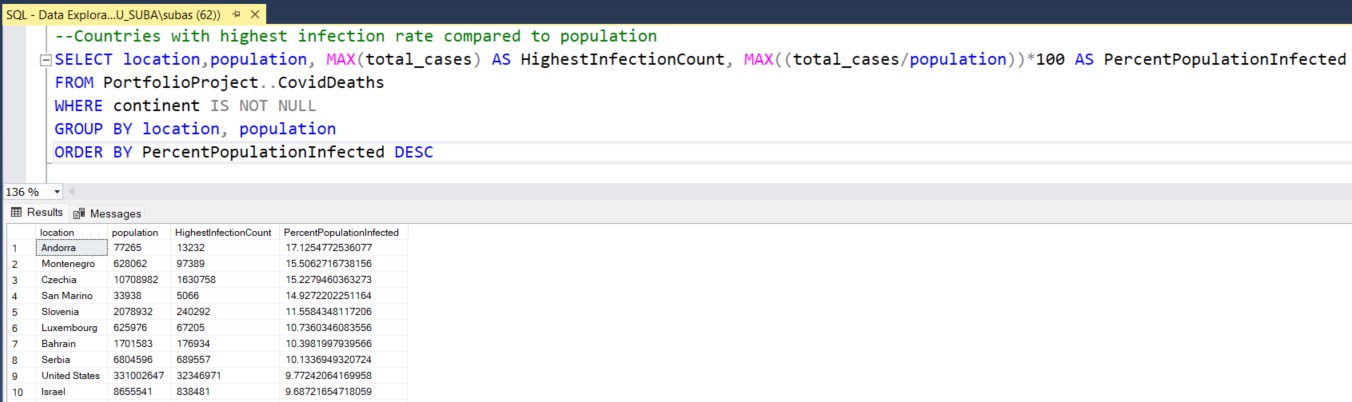 SQL - Data Explora...U_SUBA\subas (62))
--Countries with highest infection rate compared to population
SELECT location,population, MAX(total_cases) AS HighestInfectionCount, MAX((total_cases/population))*100 AS PercentPopulationInfected
FROM PortfolioProject..CovidDeaths
WHERE continent IS NOT NULL
GROUP BY location, population
ORDER BY PercentPopulationInfected DESC
136 %
Results Messages
location population HighestInfectionCount PercentPopulationInfected
1 Andorra 77265 13232 17.1254772536077
2 Montenegro 628062 97389 15.5062716738156
3 Czechia 10708982 1630758 15.2279460363273
4 San Marino 33938 5066 14.9272202251164
5 Slovenia 2078932 240292 11.5584348117206
6 Luxembourg 625976 67205 10.7360346083556
7 Bahrain 1701583 176934 10.3981997939566
8 Serbia 6804596 689557 10.1336949320724
9 United States 331002647 32346971 9.77242064169958
10 Israel 8655541 838481 9.68721654718059